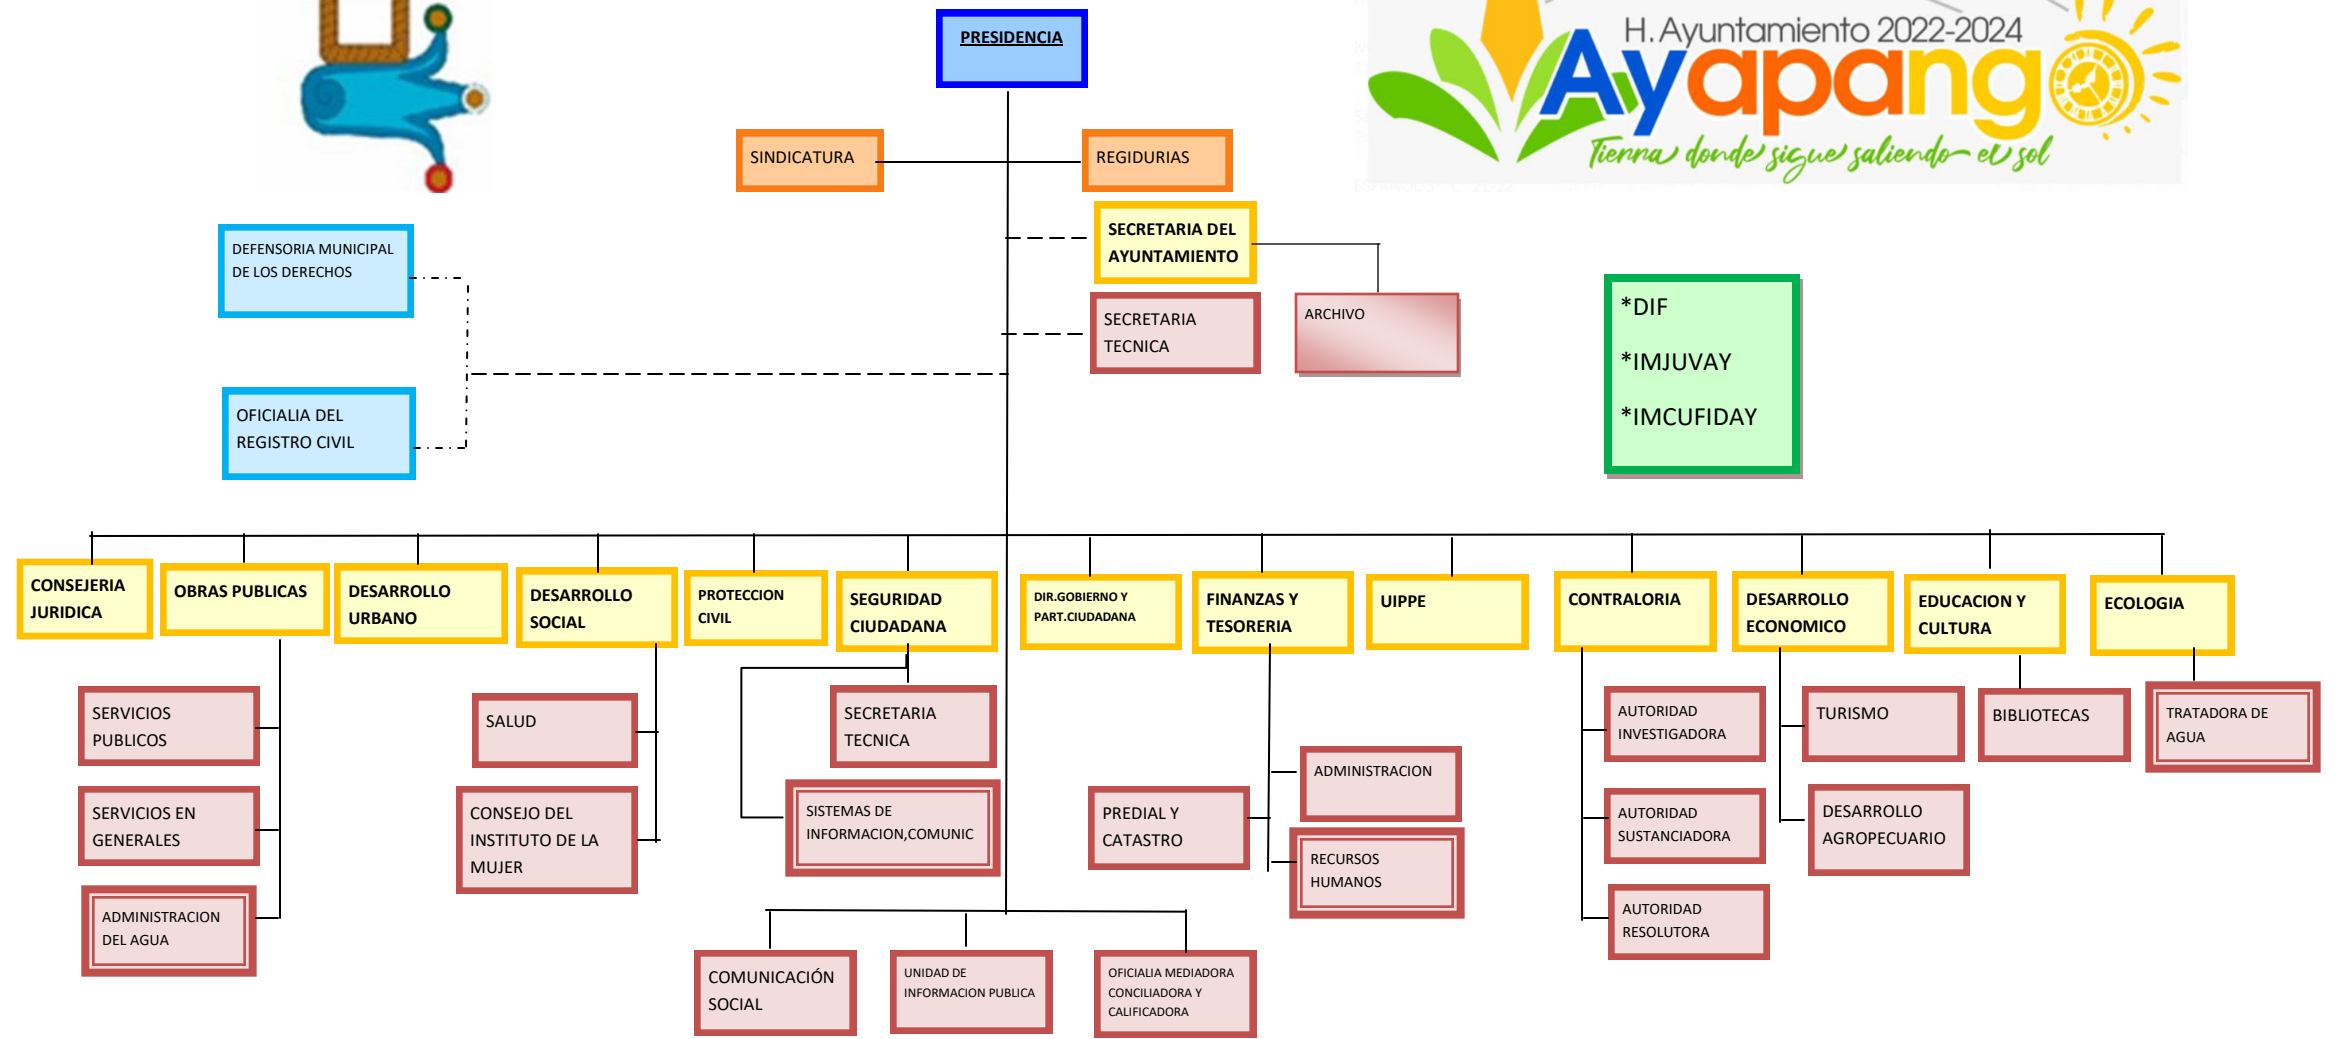 PRESIDENCIA
H. Ayuntamiento 2022-2024
Ayapango
Tierra donde sigue saliendo el sol
SINDICATURA
REGIDURIAS
SECRETARIA DEL
AYUNTAMIENTO
DEFENSORIA MUNICIPAL
DE LOS DERECHOS
SECRETARIA
TECNICA
ARCHIVO
*DIF
*IMJUVAY
*IMCUFIDAY
OFICIALIA DEL
REGISTRO CIVIL
CONSEJERIA
JURIDICA
OBRAS PUBLICAS
DESARROLLO
URBANO
DESARROLLO
SOCIAL
PROTECCION
CIVIL
SEGURIDAD
CIUDADANA
DIR.GOBIERNO Y
PART.CIUDADANA
FINANZAS Y
TESORERIA
UIPPE
CONTRALORIA
DESARROLLO
ECONOMICO
EDUCACION Y
CULTURA
ECOLOGIA
SERVICIOS
PUBLICOS
SALUD
SECRETARIA
TECNICA
AUTORIDAD
INVESTIGADORA
TURISMO
BIBLIOTECAS
TRATADORA DE
AGUA
SERVICIOS EN
GENERALES
CONSEJO DEL
INSTITUTO DE LA
MUJER
SISTEMAS DE
INFORMACION,COMUNIC
PREDIAL Y
CATASTRO
ADMINISTRACION
RECURSOS
HUMANOS
AUTORIDAD
SUSTANCIADORA
DESARROLLO
AGROPECUARIO
ADMINISTRACION
DEL AGUA
AUTORIDAD
RESOLUTORA
COMUNICACIÓN
SOCIAL
UNIDAD DE
INFORMACION PUBLICA
OFICIALIA MEDIADORA
CONCILIADORA Y
CALIFICADORA